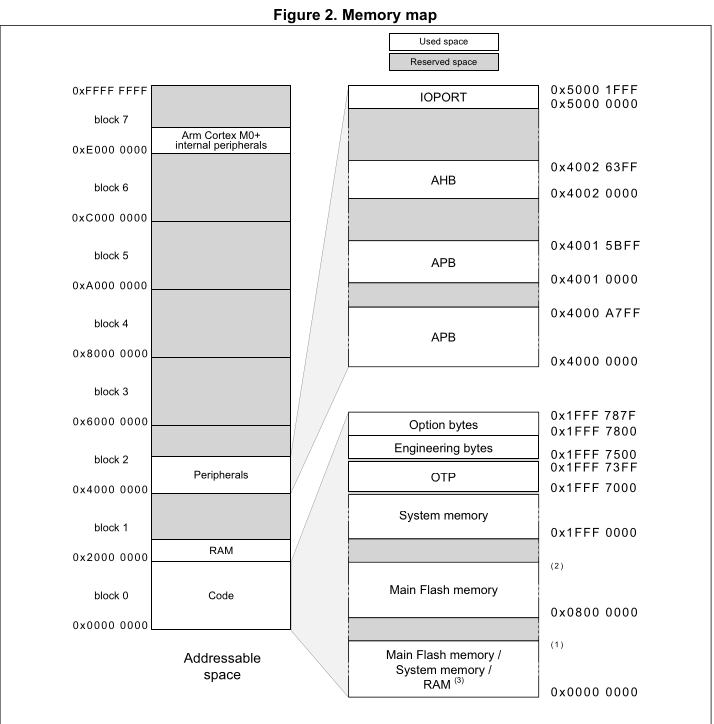 Figure 2. Memory map
Used space
Reserved space
0xFFFF FFFF
block 7
Arm Cortex M0+
internal peripherals
0xE000 0000
block 6
0xC000 0000
block 5
0xA000 0000
block 4
0x8000 0000
block 3
0x6000 0000
block 2
Peripherals
0x4000 0000
block 1
RAM
0x2000 0000
block 0
Code
0x0000 0000
Addressable
space
IOPORT
0x5000 1FFF
0x5000 0000
0x4002 63FF
AHB
0x4002 0000
0x4001 5BFF
APB
0x4001 0000
0x4000 A7FF
APB
0x4000 0000
0x1FFF 787F
Option bytes
0x1FFF 7800
Engineering bytes
0x1FFF 7500
0x1FFF 73FF
OTP
0x1FFF 7000
System memory
0x1FFF 0000
(2)
Main Flash memory
0x0800 0000
(1)
Main Flash memory /
System memory /
RAM (3)
0x0000 0000